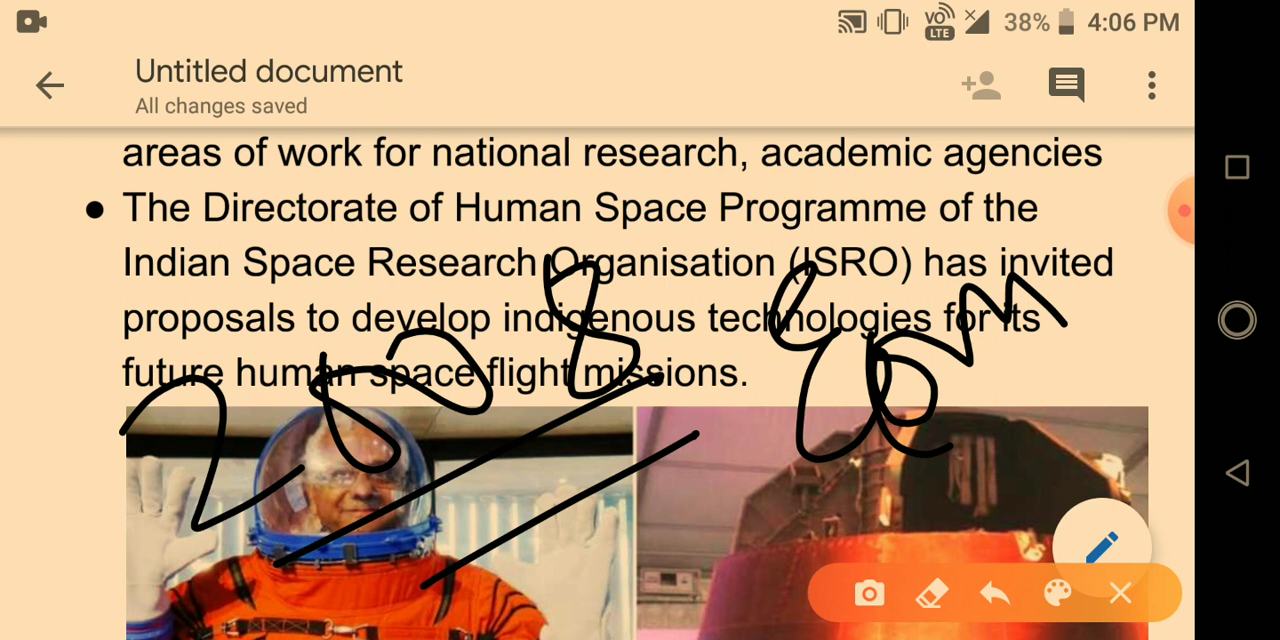 VO LTE 38% 4:06 PM
Untitled document
All changes saved
areas of work for national research, academic agencies
● The Directorate of Human Space Programme of the
Indian Space Research Organisation (ISRO) has invited
proposals to develop indigenous technologies for its
future human space flight missions.